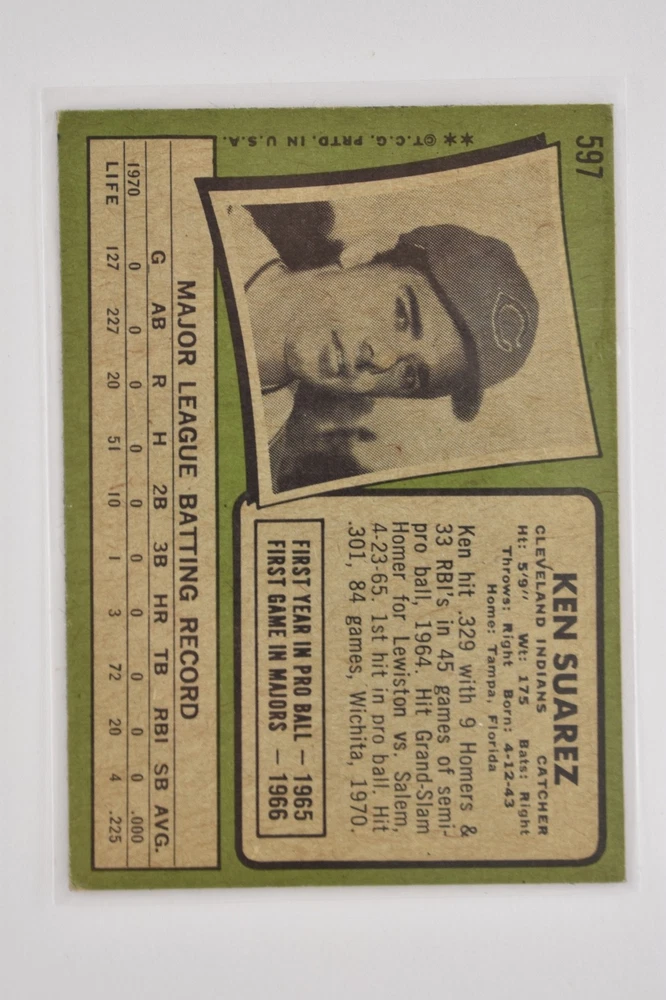 597
KEN SUAREZ
CLEVELAND INDIANS CATCHER
Ht: 5'9" Wt: 175 Bats: Right
Throws: Right Born: 4-12-43
Home: Tampa, Florida
Ken hit .329 with 9 Homers &
33 RBI's in 45 games of semi-
pro ball, 1964. Hit Grand-Slam
Homer for Lewiston vs. Salem,
4-23-65. 1st hit in pro ball. Hit
.301, 84 games, Wichita, 1970.
FIRST YEAR IN PRO BALL — 1965
FIRST GAME IN MAJORS — 1966
C
MAJOR LEAGUE BATTING RECORD
G AB R H 2B 3B HR TB RBI SB AVG.
1970 0 0 0 0 0 0 0 0 0 0 .000
LIFE 127 227 20 51 10 1 3 72 20 4 .225
**©T.C.G. PRTD. IN U.S.A.